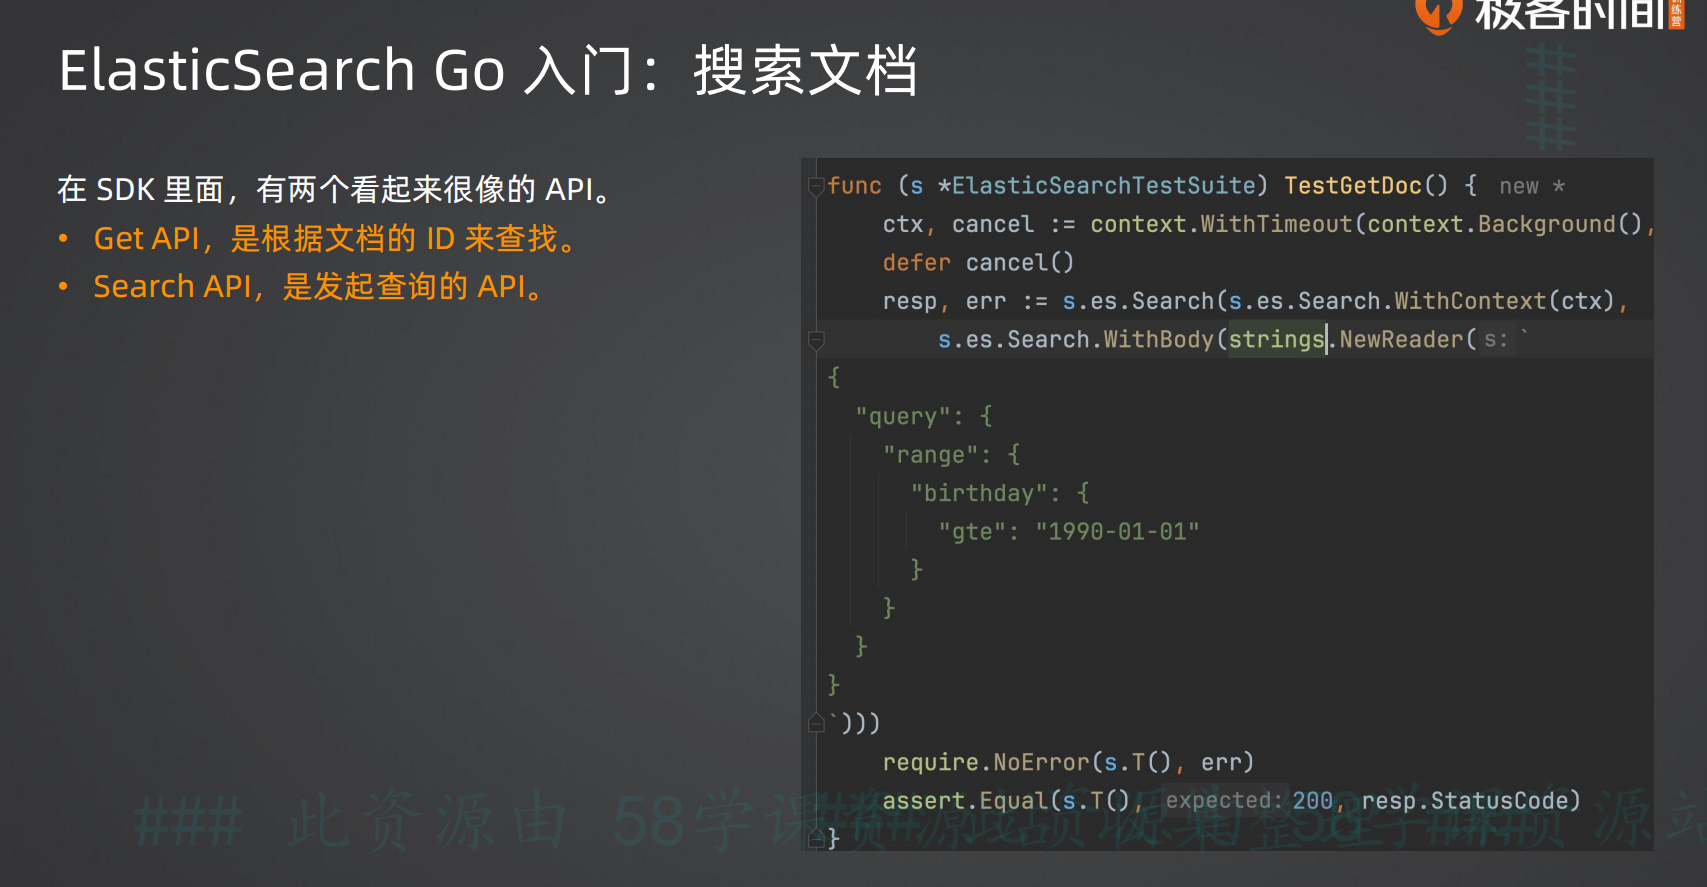 极客时间 训练营
ElasticSearch Go 入门：搜索文档
在 SDK 里面，有两个看起来很像的 API。
• Get API，是根据文档的 ID 来查找。
• Search API，是发起查询的 API。
func (s *ElasticSearchTestSuite) TestGetDoc() { new *
ctx, cancel := context.WithTimeout(context.Background(),
defer cancel()
resp, err := s.es.Search(s.es.Search.WithContext(ctx),
s.es.Search.WithBody(strings.NewReader( s: `
{
"query": {
"range": {
"birthday": {
"gte": "1990-01-01"
}
}
}
}
`)))
require.NoError(s.T(), err)
assert.Equal(s.T(), expected: 200, resp.StatusCode)
}
### 此资源由 58学课资源站